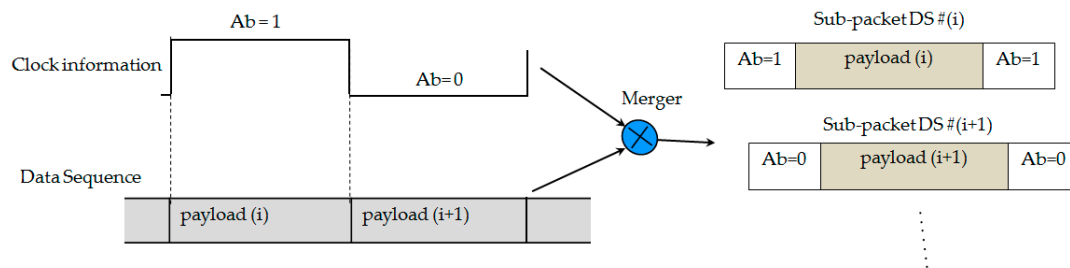 Ab = 1
Clock information
Ab=0
Merger
Data Sequence
payload (i)
payload (i+1)
Sub-packet DS #(i)
Ab=1
payload (i)
Ab=1
Sub-packet DS #(i+1)
Ab=0
payload (i+1)
Ab=0